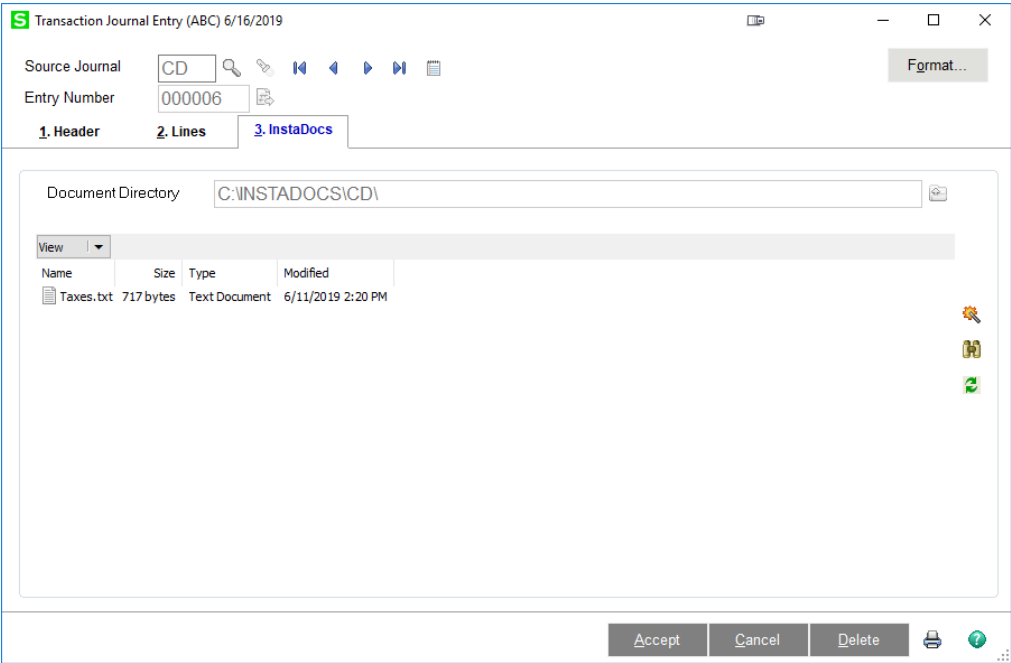 S Transaction Journal Entry (ABC) 6/16/2019
Source Journal CD Format...
Entry Number 000006
1. Header 2. Lines 3. InstaDocs
Document Directory C:\INSTADOCS\CD\
View
Name Size Type Modified
Taxes.txt 717 bytes Text Document 6/11/2019 2:20 PM
Accept Cancel Delete ?